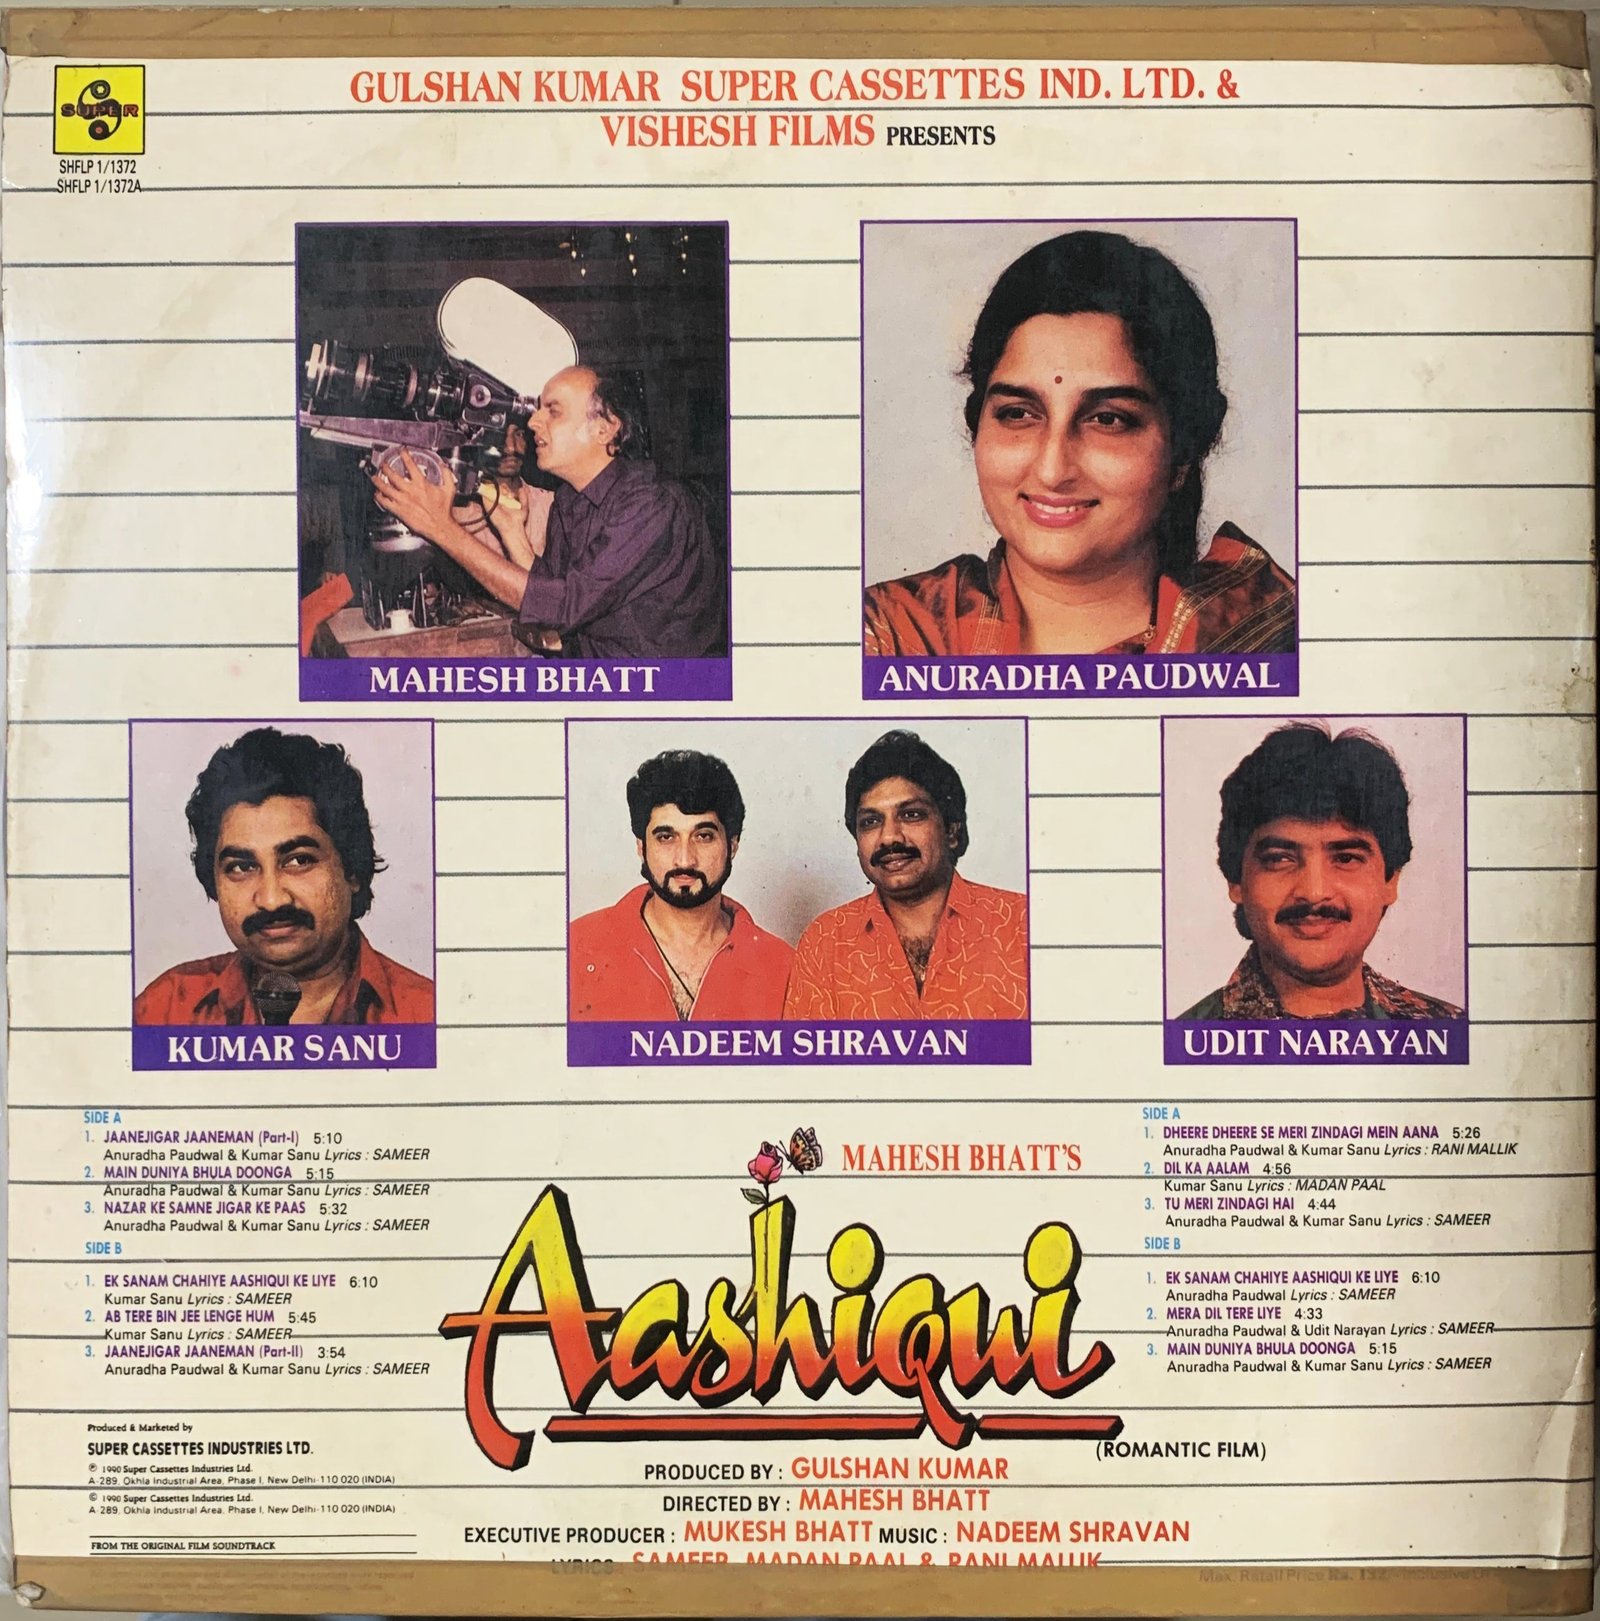 SUPER
SHFLP 1/1372
SHFLP 1/1372A
GULSHAN KUMAR SUPER CASSETTES IND. LTD. &
VISHESH FILMS PRESENTS
MAHESH BHATT
ANURADHA PAUDWAL
KUMAR SANU
NADEEM SHRAVAN
UDIT NARAYAN
SIDE A
1. JAANEJIGAR JAANEMAN (Part-I) 5:10
Anuradha Paudwal & Kumar Sanu Lyrics : SAMEER
2. MAIN DUNIYA BHULA DOONGA 5:15
Anuradha Paudwal & Kumar Sanu Lyrics : SAMEER
3. NAZAR KE SAMNE JIGAR KE PAAS 5:32
Anuradha Paudwal & Kumar Sanu Lyrics : SAMEER
SIDE B
1. EK SANAM CHAHIYE AASHIQUI KE LIYE 6:10
Kumar Sanu Lyrics : SAMEER
2. AB TERE BIN JEE LENGE HUM 5:45
Kumar Sanu Lyrics : SAMEER
3. JAANEJIGAR JAANEMAN (Part-II) 3:54
Anuradha Paudwal & Kumar Sanu Lyrics : SAMEER
Produced & Marketed by
SUPER CASSETTES INDUSTRIES LTD.
℗ 1990 Super Cassettes Industries Ltd.
A-289, Okhla Industrial Area, Phase I, New Delhi-110 020 (INDIA)
© 1990 Super Cassettes Industries Ltd.
A-289, Okhla Industrial Area, Phase I, New Delhi-110 020 (INDIA)
FROM THE ORIGINAL FILM SOUNDTRACK
MAHESH BHATT'S
Aashiqui
(ROMANTIC FILM)
PRODUCED BY : GULSHAN KUMAR
DIRECTED BY : MAHESH BHATT
EXECUTIVE PRODUCER : MUKESH BHATT MUSIC : NADEEM SHRAVAN
LYRICS : SAMEER, MADAN PAAL & RANI MALLIK
SIDE A
1. DHEERE DHEERE SE MERI ZINDAGI MEIN AANA 5:26
Anuradha Paudwal & Kumar Sanu Lyrics : RANI MALLIK
2. DIL KA AALAM 4:56
Kumar Sanu Lyrics : MADAN PAAL
3. TU MERI ZINDAGI HAI 4:44
Anuradha Paudwal & Kumar Sanu Lyrics : SAMEER
SIDE B
1. EK SANAM CHAHIYE AASHIQUI KE LIYE 6:10
Anuradha Paudwal Lyrics : SAMEER
2. MERA DIL TERE LIYE 4:33
Anuradha Paudwal & Udit Narayan Lyrics : SAMEER
3. MAIN DUNIYA BHULA DOONGA 5:15
Anuradha Paudwal & Kumar Sanu Lyrics : SAMEER
Max. Retail Price Rs.